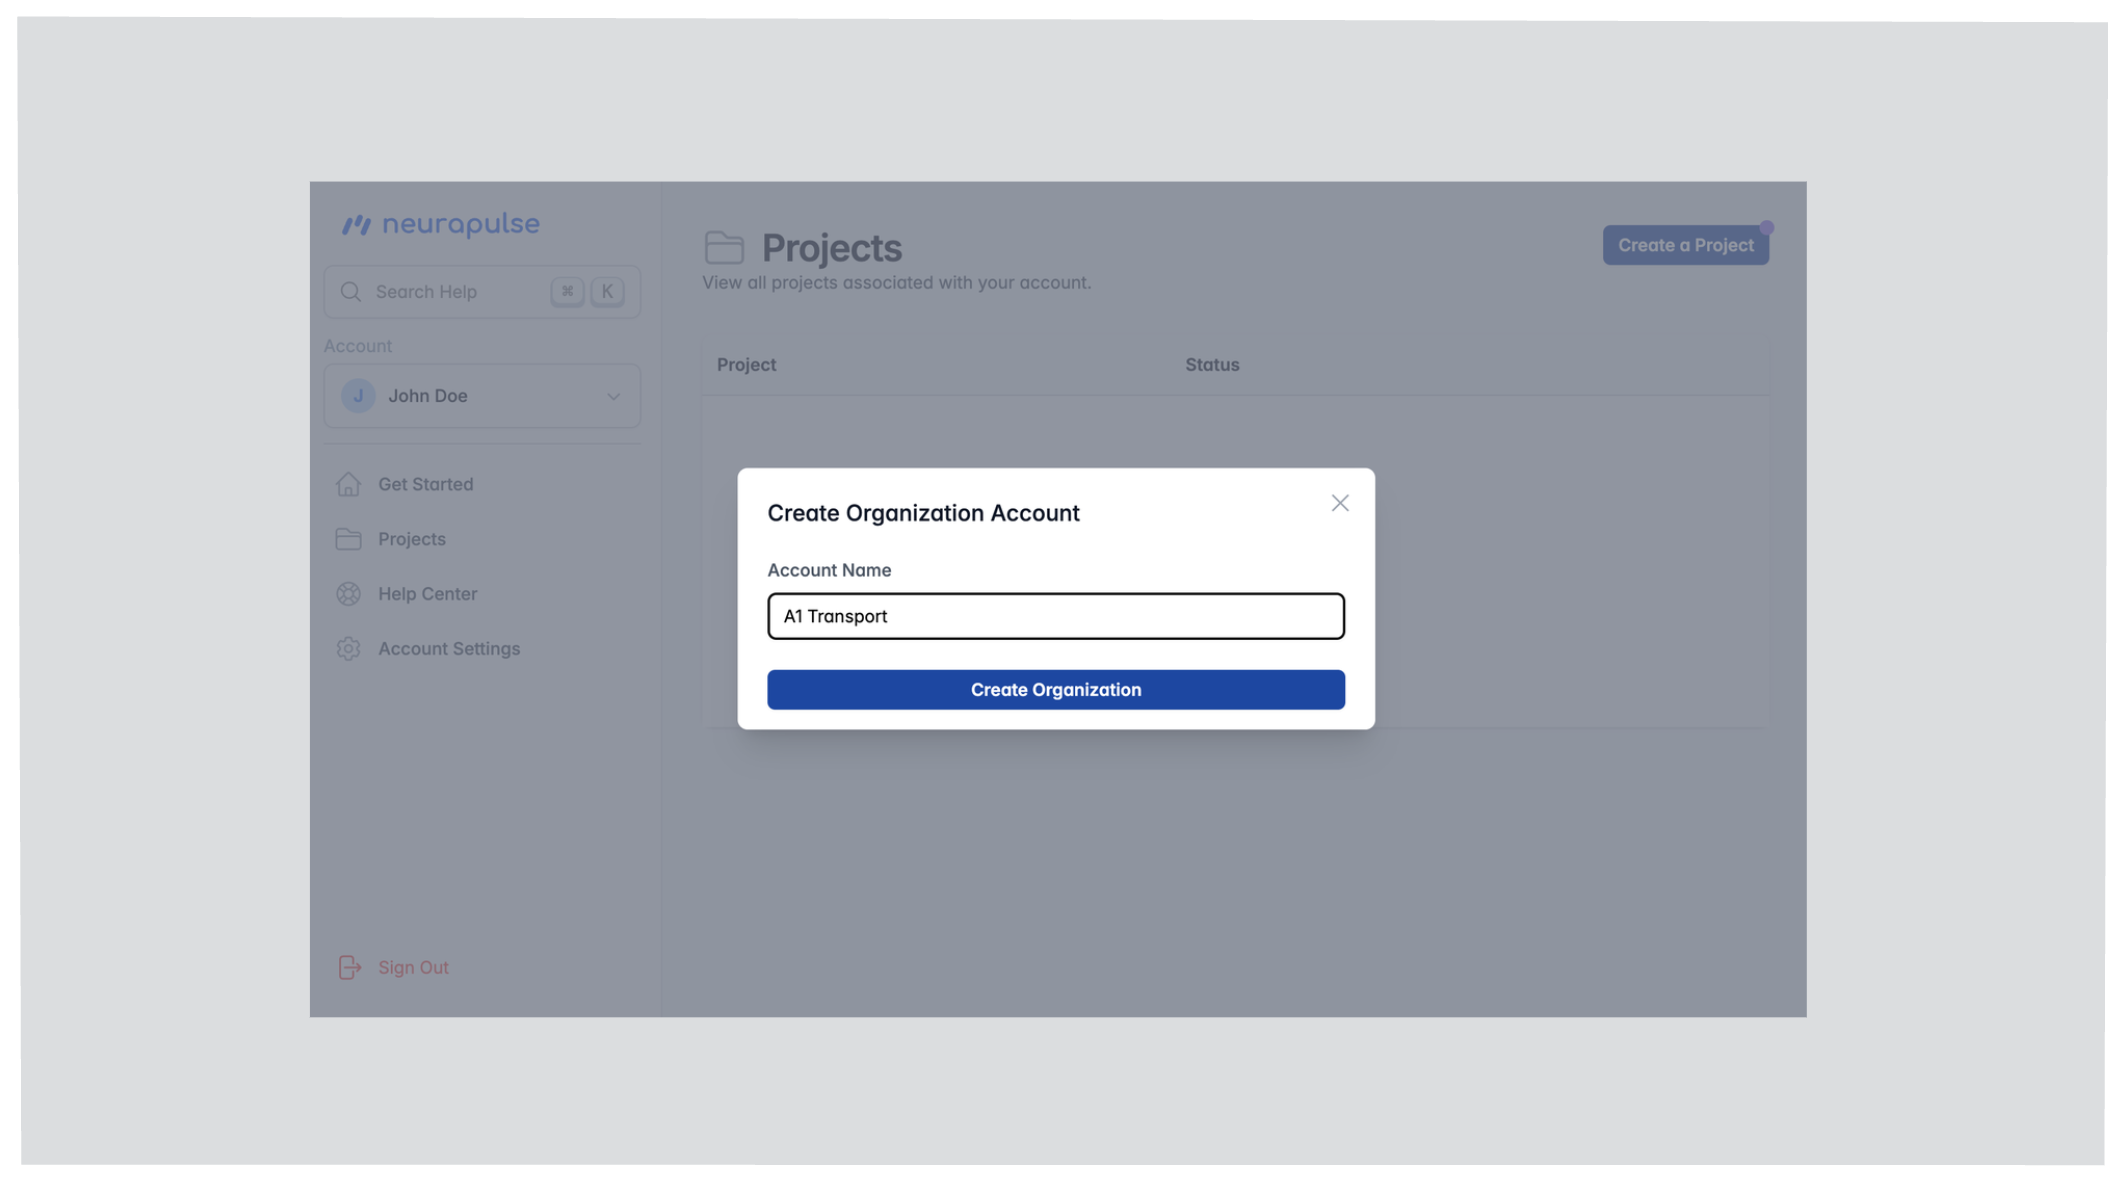 neurapulse
Search Help ⌘ K
Account
J John Doe
Get Started
Projects
Help Center
Account Settings
Sign Out
Projects
View all projects associated with your account.
Create a Project
Project Status
Create Organization Account
Account Name
A1 Transport
Create Organization